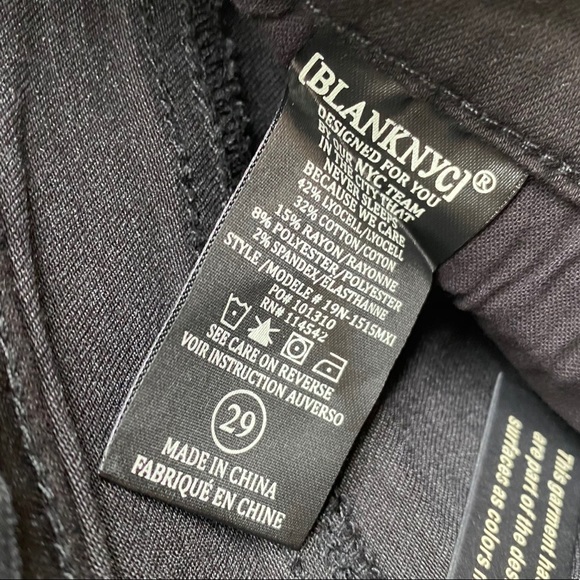 [BLANKNYC]®
DESIGNED FOR YOU
BY OUR NYC TEAM
IN THE CITY THAT
NEVER SLEEPS
BECAUSE WE CARE
42% LYOCELL/LYOCELL
32% COTTON/COTON
15% RAYON/RAYONNE
8% POLYESTER/POLYESTER
2% SPANDEX/ELASTHANNE
STYLE/MODELE # 19N-1515MXI
PO# 101310
RN# 114542
SEE CARE ON REVERSE
VOIR INSTRUCTION AUVERSO
29
MADE IN CHINA
FABRIQUÉ EN CHINE
This garment ha
are part of the des
surfaces as colors